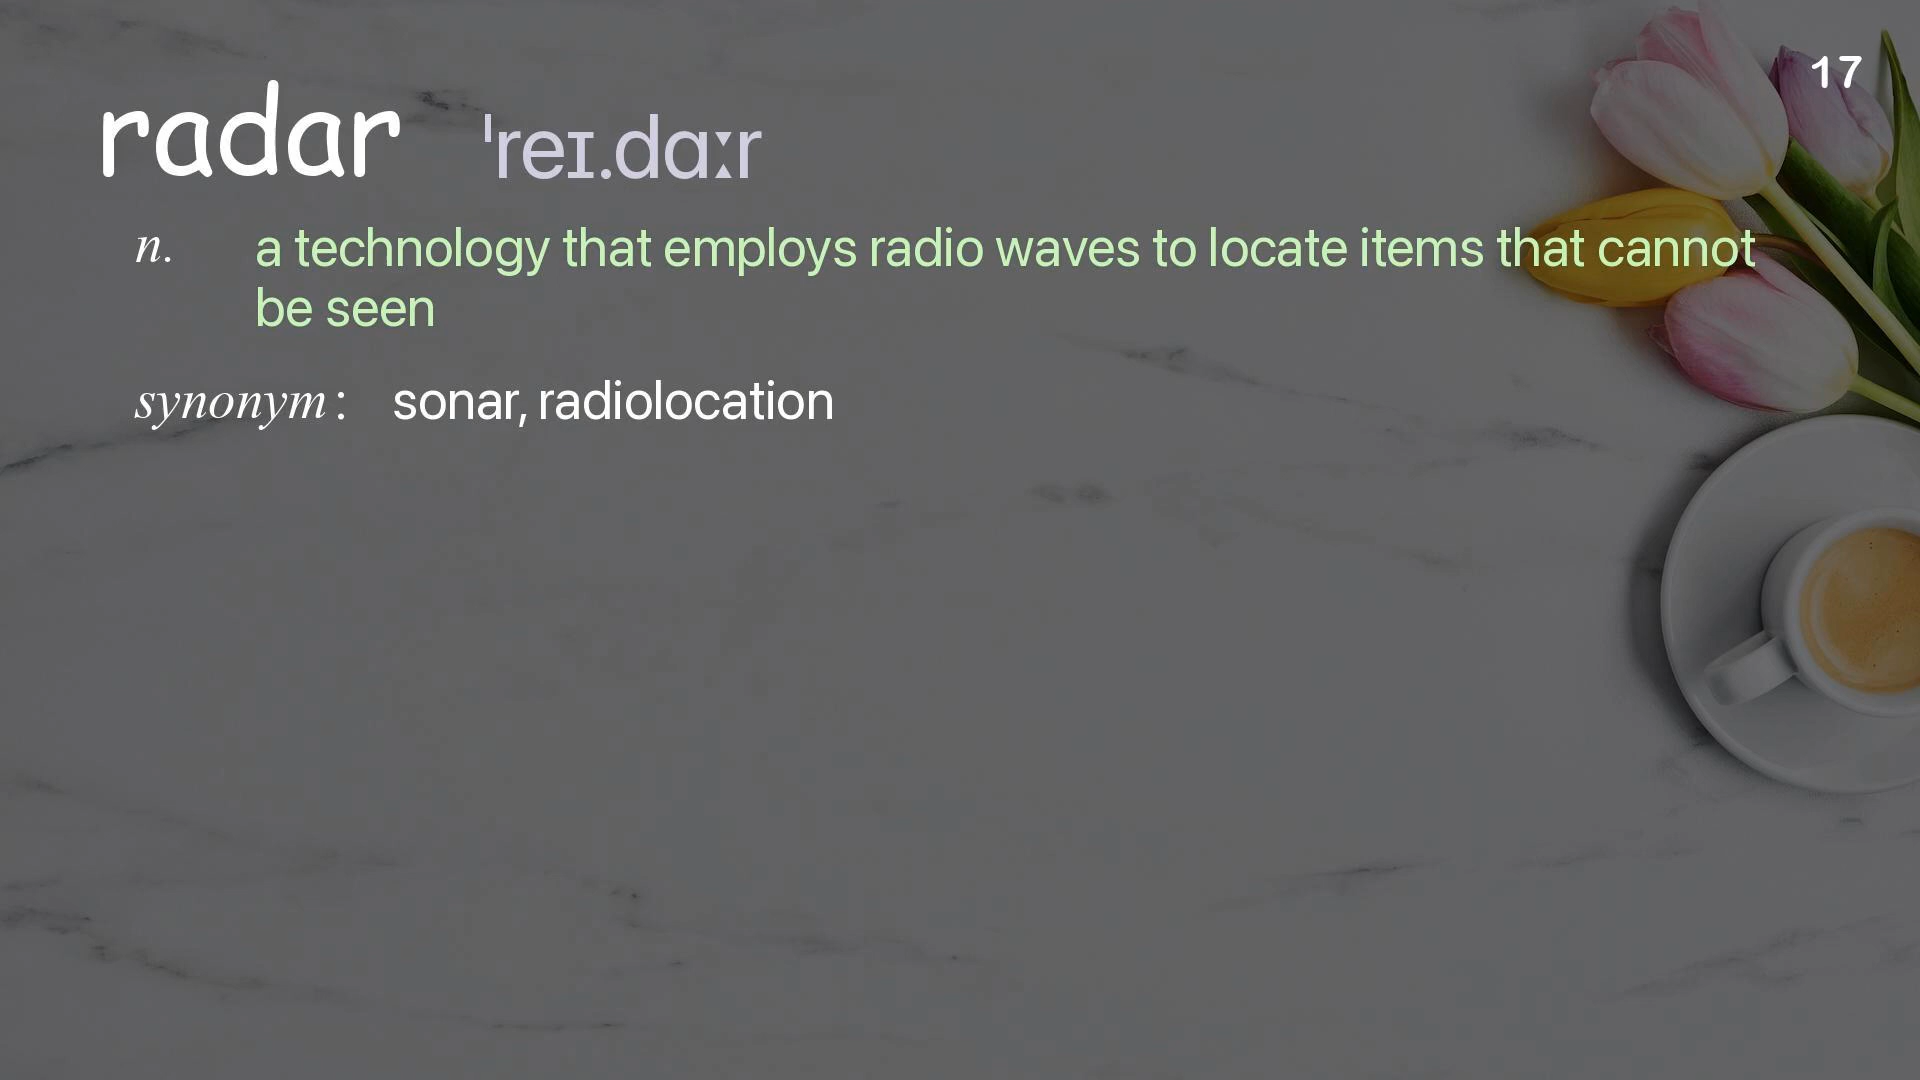 17
radar ˈreɪ.dɑːr
n. a technology that employs radio waves to locate items that cannot
be seen
synonym : sonar, radiolocation